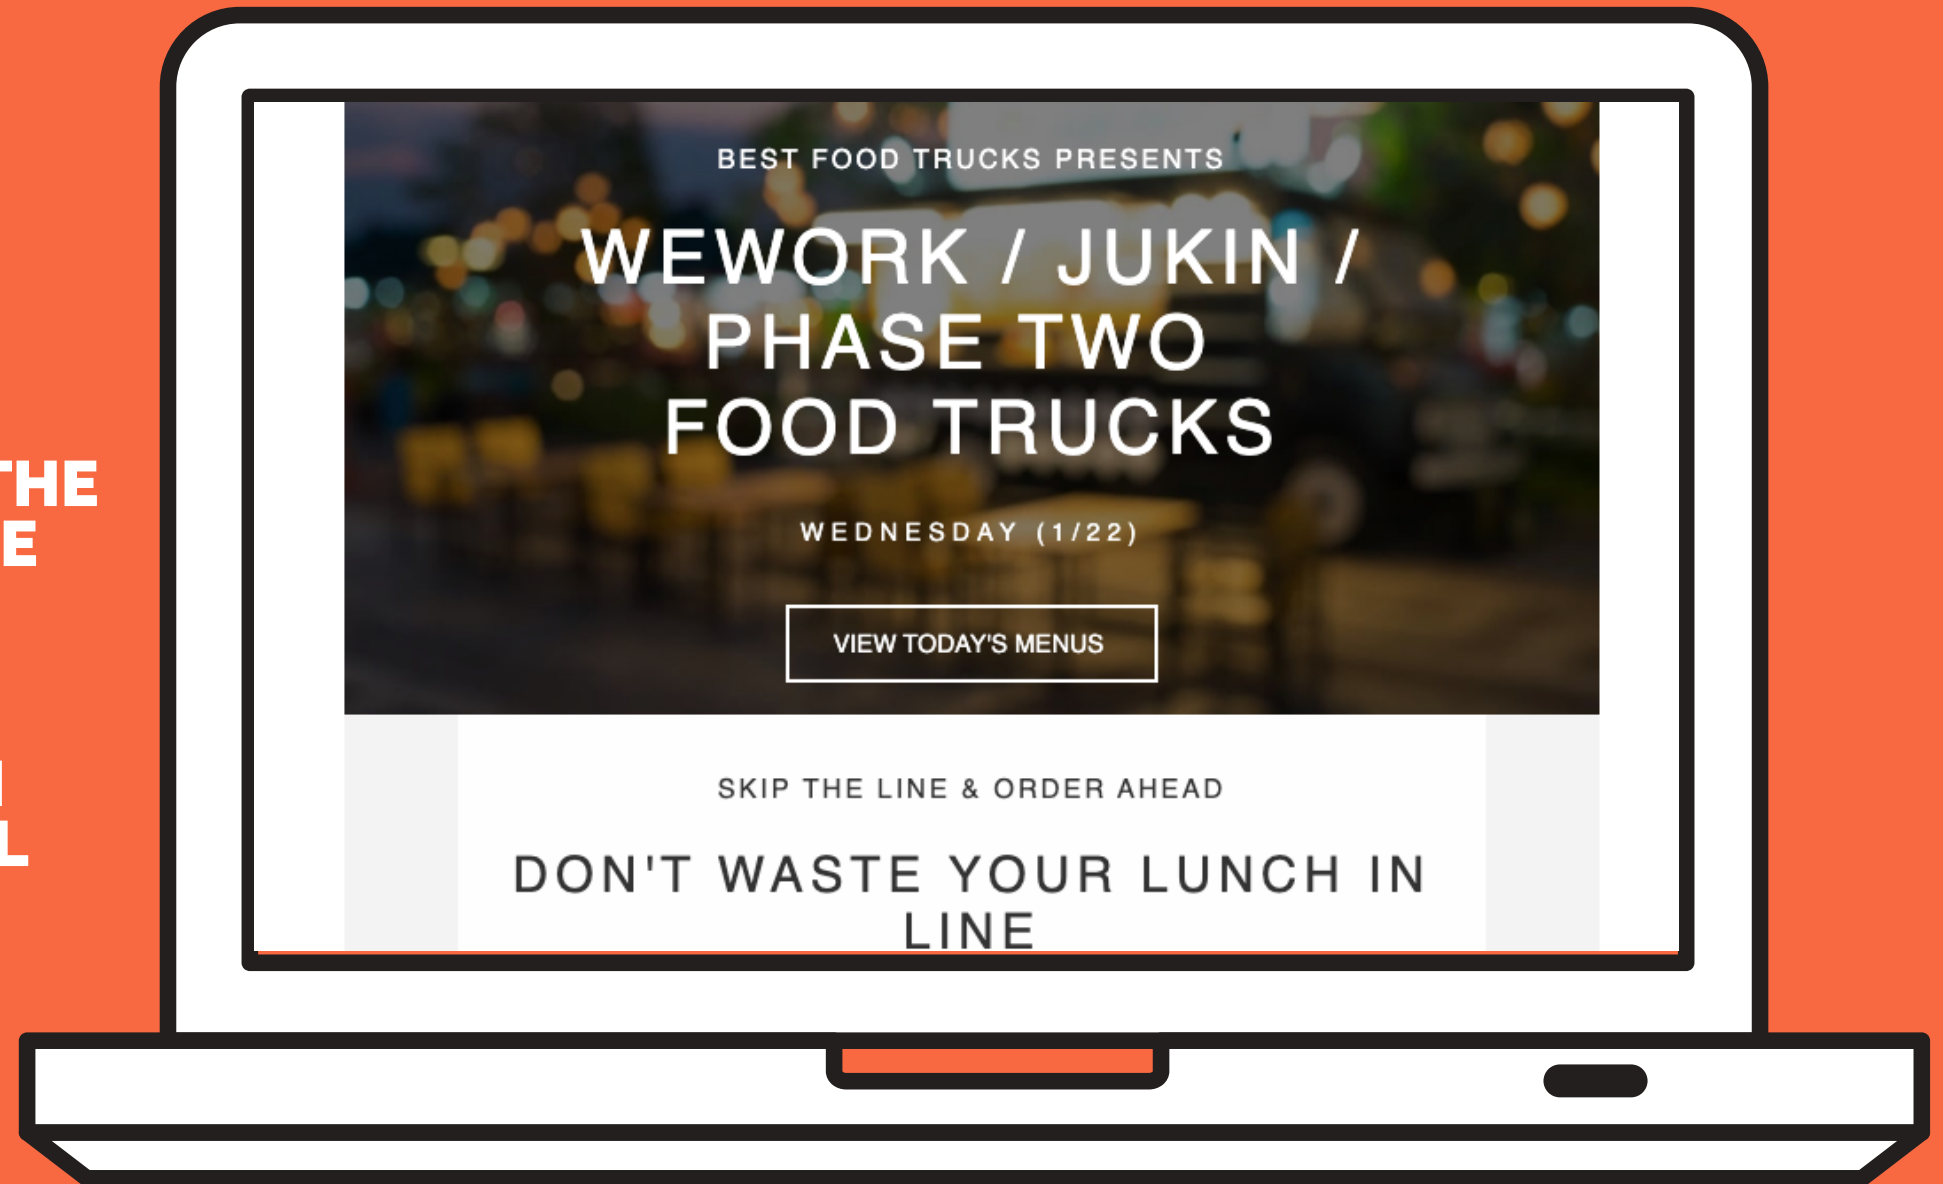 THE
E
L
BEST FOOD TRUCKS PRESENTS
WEWORK / JUKIN /
PHASE TWO
FOOD TRUCKS
WEDNESDAY (1/22)
VIEW TODAY'S MENUS
SKIP THE LINE & ORDER AHEAD
DON'T WASTE YOUR LUNCH IN
LINE